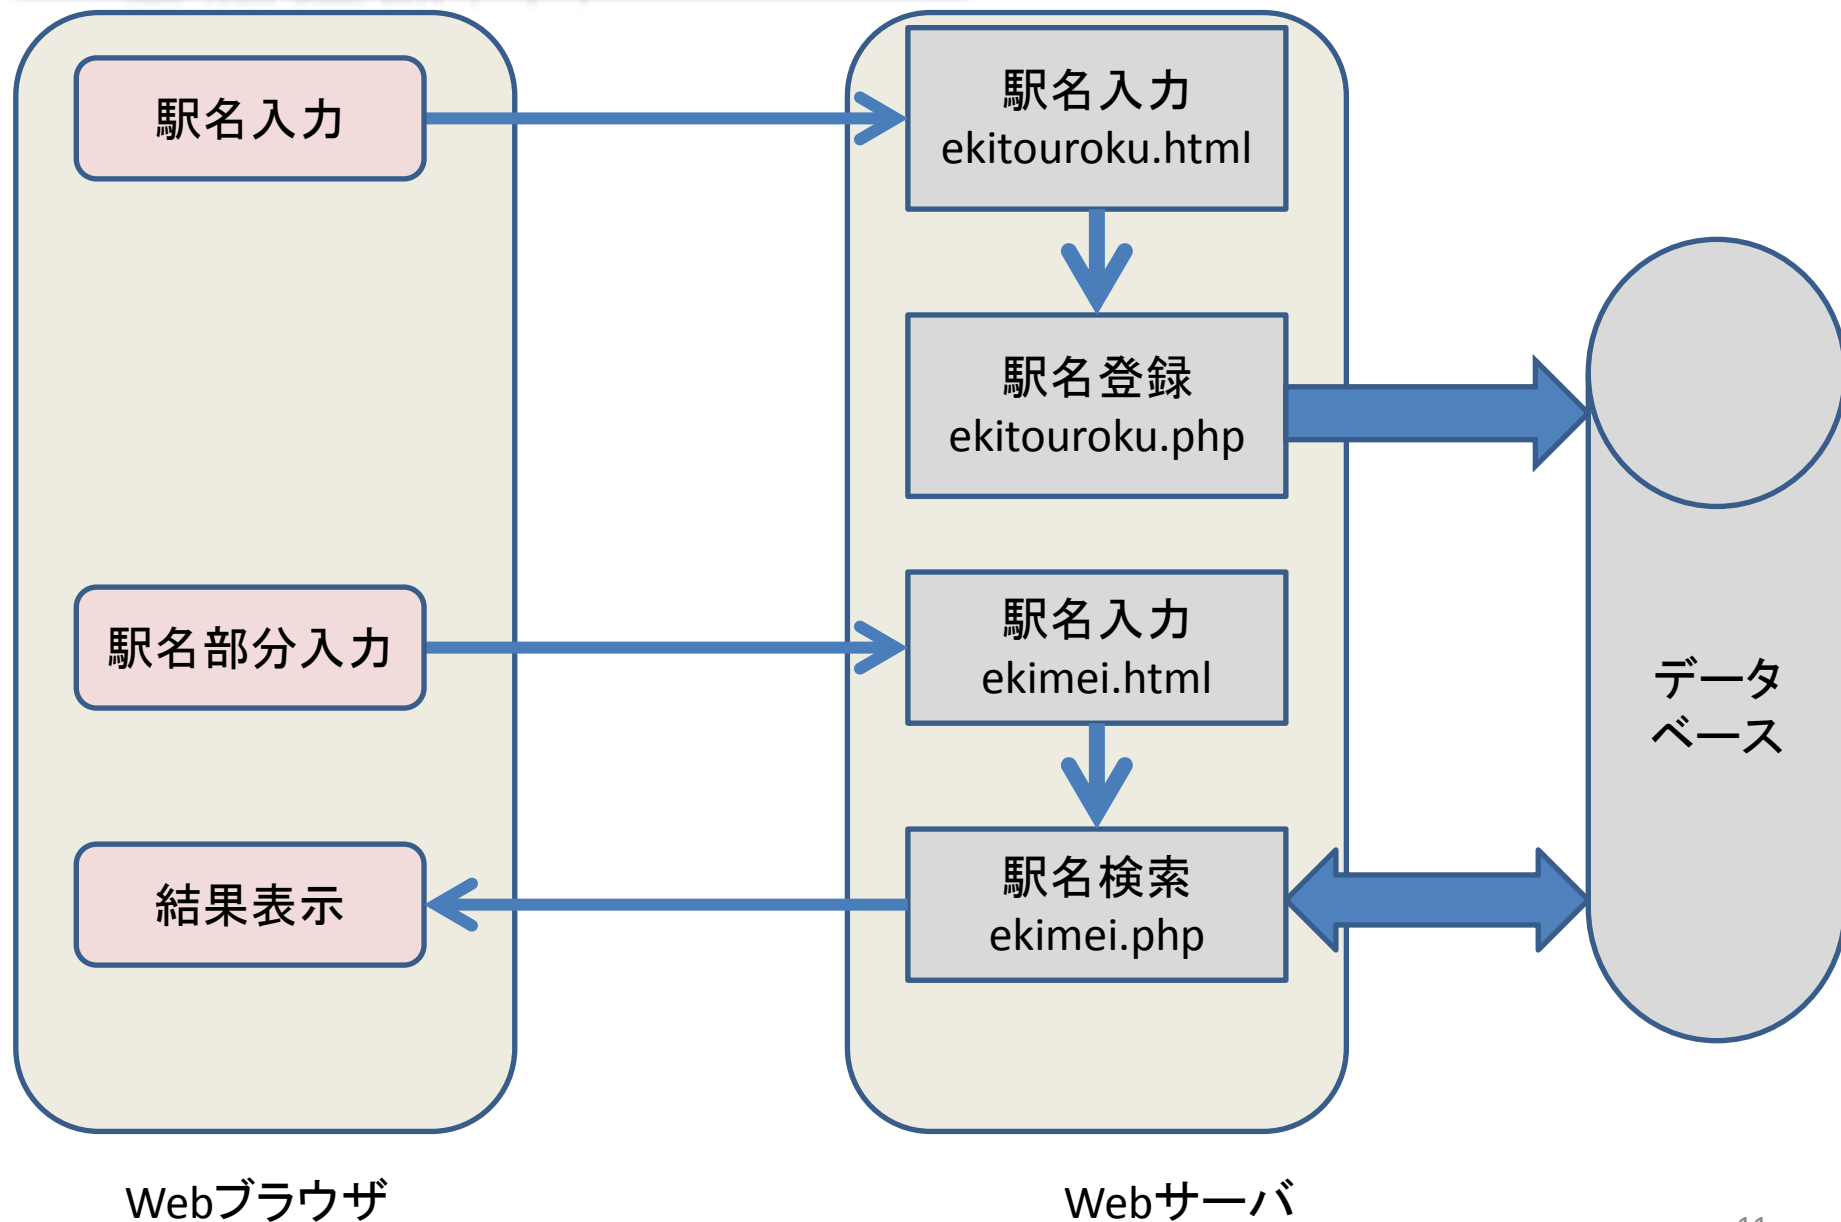 駅名入力
駅名入力
ekitouroku.html
駅名登録
ekitouroku.php
駅名部分入力
駅名入力
ekimei.html
データ
ベース
結果表示
駅名検索
ekimei.php
Webブラウザ
Webサーバ